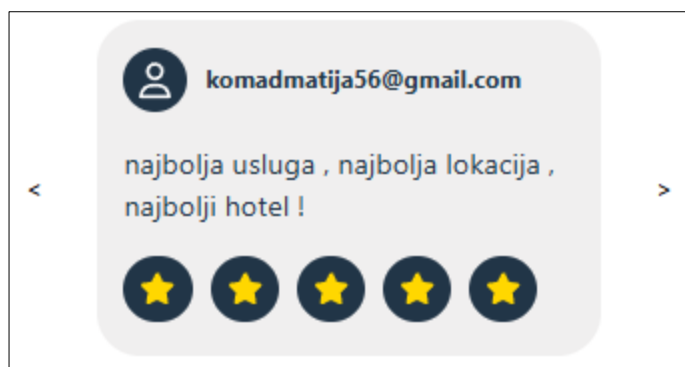 komadmatija56@gmail.com
najbolja usluga , najbolja lokacija ,
najbolji hotel !
<
>